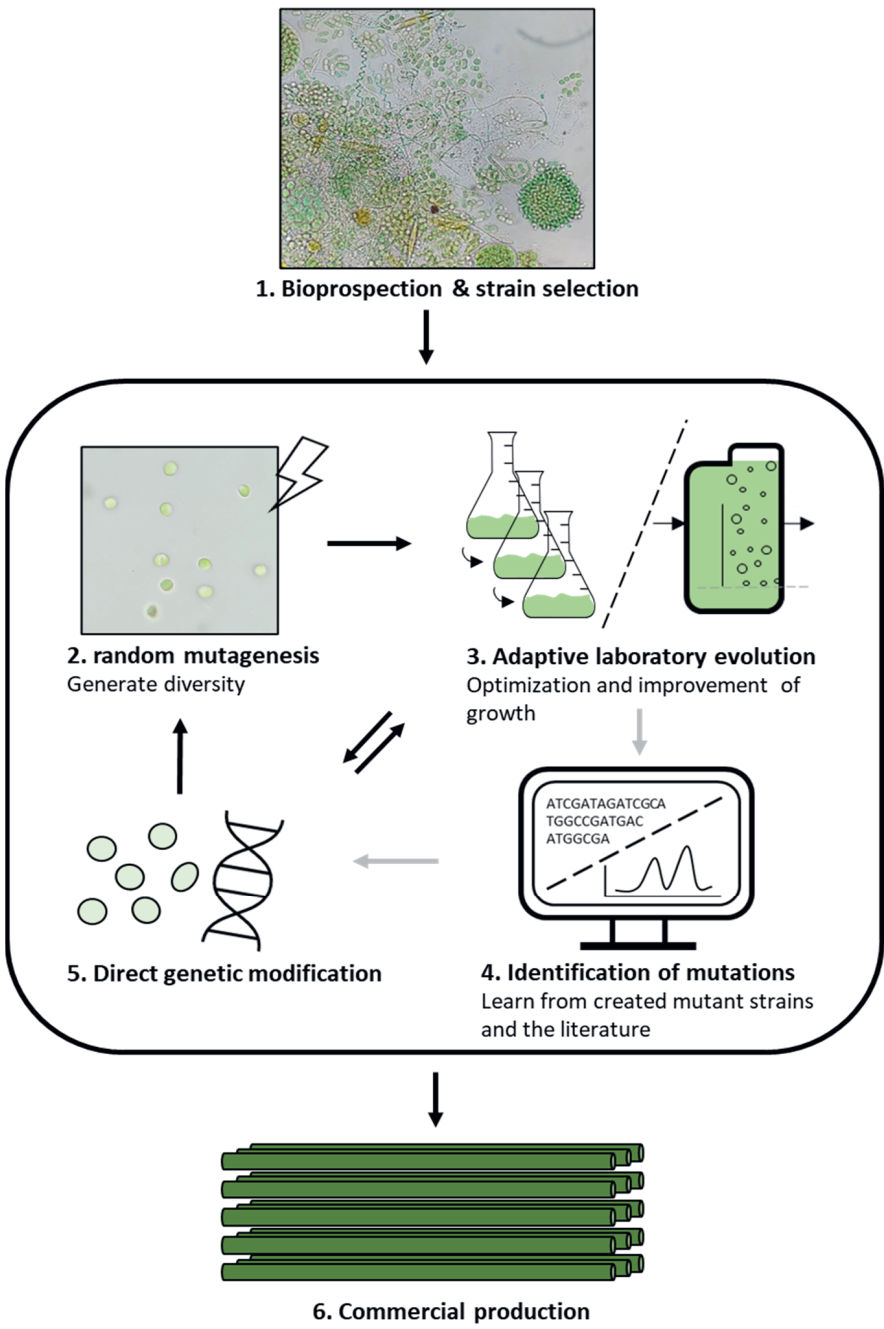 1. Bioprospection & strain selection
2. random mutagenesis
Generate diversity
3. Adaptive laboratory evolution
Optimization and improvement of
growth
ATCGATAGATCGCA
TGGCCGATGAC
ATGGCGA
4. Identification of mutations
Learn from created mutant strains
and the literature
5. Direct genetic modification
6. Commercial production